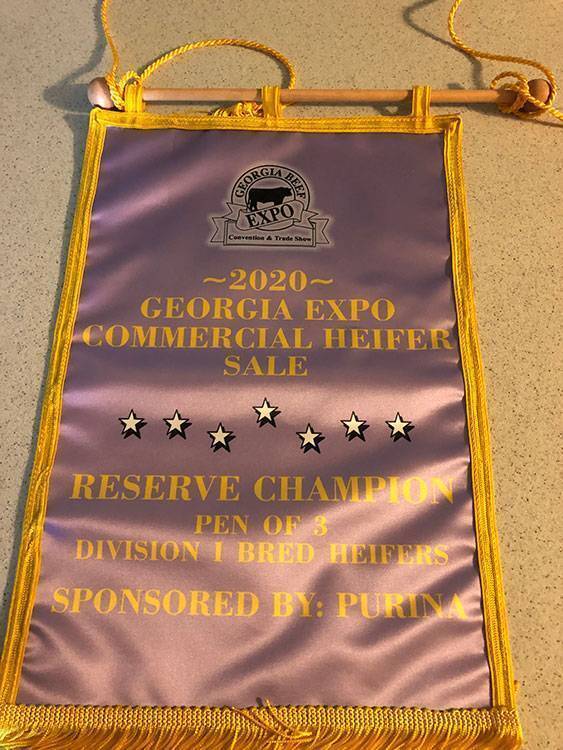 GEORGIA BEEF
EXPO
Convention & Trade Show
~2020~
GEORGIA EXPO
COMMERCIAL HEIFER
SALE
RESERVE CHAMPION
PEN OF 3
DIVISION I BRED HEIFERS
SPONSORED BY: PURINA